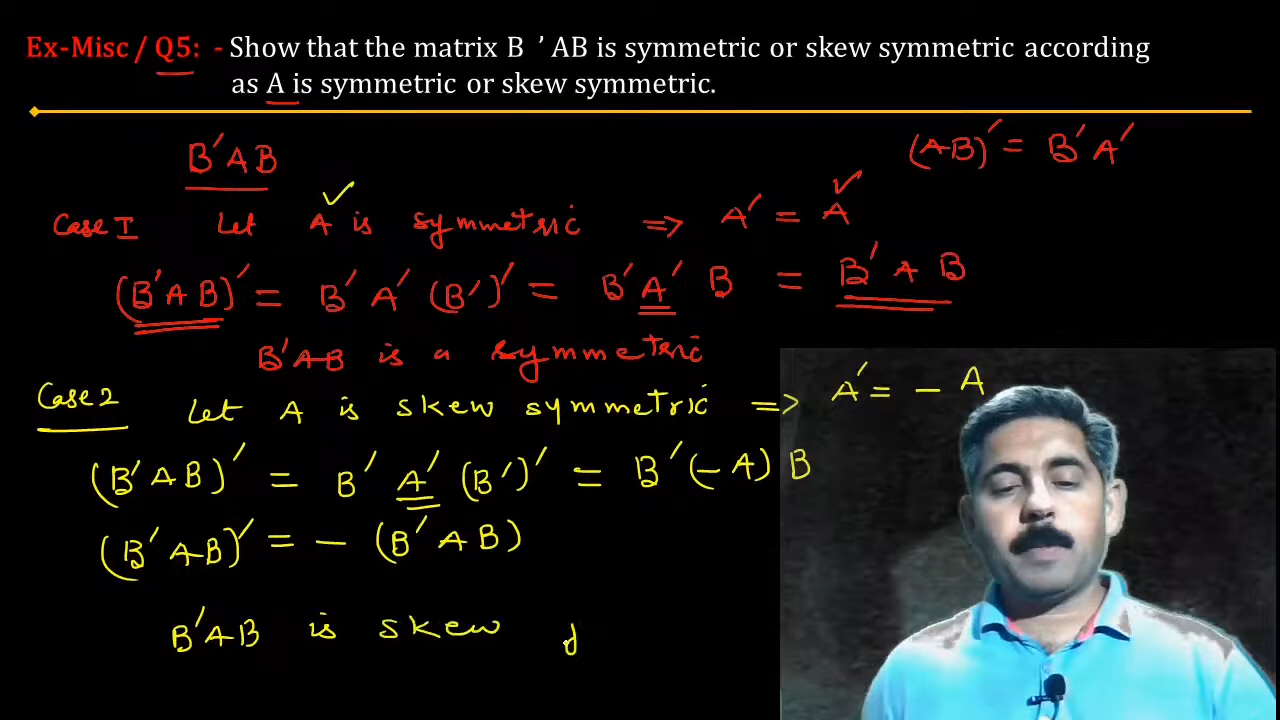 Ex-Misc / Q5: - Show that the matrix B ’ AB is symmetric or skew symmetric according
as A is symmetric or skew symmetric.
B'AB
(AB)' = B'A'
Case I Let A is symmetric => A' = A
(B'AB)' = B'A'(B')' = B'A'B = B'AB
B'AB is a symmetric
Case 2 Let A is skew symmetric => A' = - A
(B'AB)' = B'A'(B')' = B'(-A)B
(B'AB)' = - (B'AB)
B'AB is skew